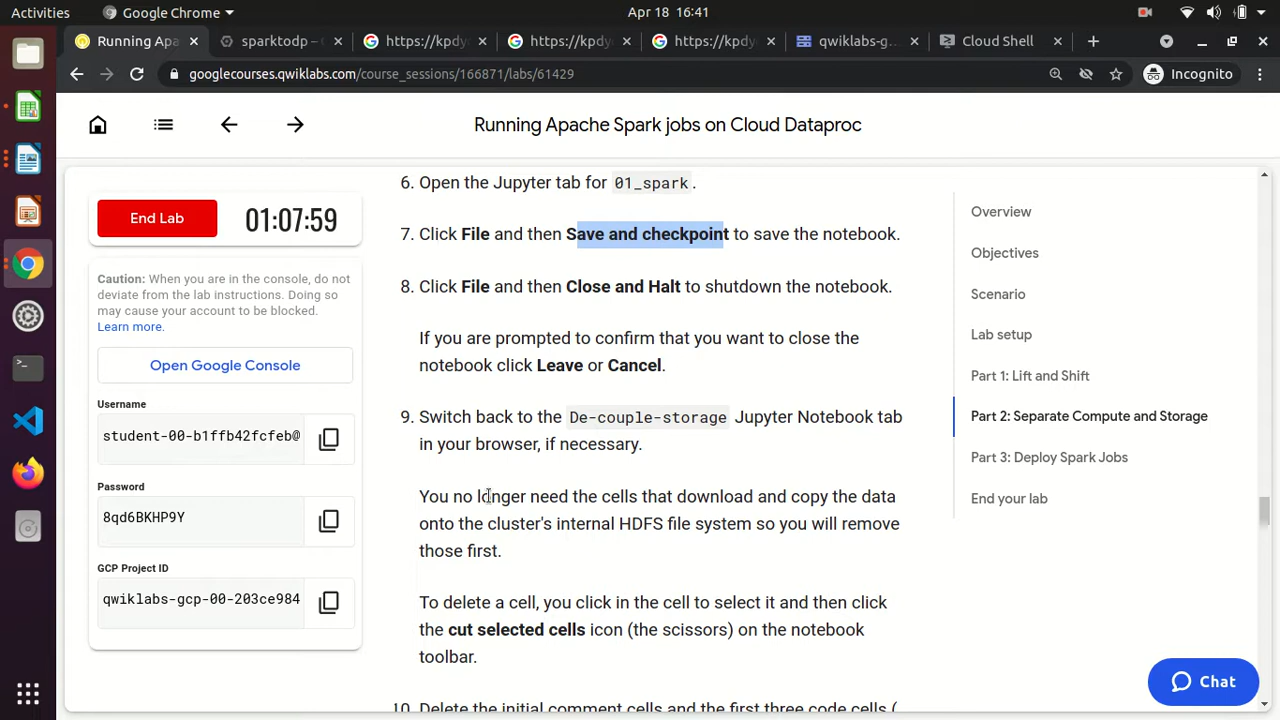 Activities
Google Chrome
Apr 18 16:41
Running Apa
sparktodp –
https://kpdy
https://kpdy
https://kpdy
qwiklabs-g
Cloud Shell
googlecourses.qwiklabs.com/course_sessions/166871/labs/61429
Incognito
Running Apache Spark jobs on Cloud Dataproc
End Lab
01:07:59
Caution: When you are in the console, do not
deviate from the lab instructions. Doing so
may cause your account to be blocked.
Learn more.
Open Google Console
Username
student-00-b1ffb42fcfeb@
Password
8qd6BKHP9Y
GCP Project ID
qwiklabs-gcp-00-203ce984
6. Open the Jupyter tab for 01_spark.
7. Click File and then Save and checkpoint to save the notebook.
8. Click File and then Close and Halt to shutdown the notebook.
If you are prompted to confirm that you want to close the
notebook click Leave or Cancel.
9. Switch back to the De-couple-storage Jupyter Notebook tab
in your browser, if necessary.
You no longer need the cells that download and copy the data
onto the cluster's internal HDFS file system so you will remove
those first.
To delete a cell, you click in the cell to select it and then click
the cut selected cells icon (the scissors) on the notebook
toolbar.
10. Delete the initial comment cells and the first three code cells (
Overview
Objectives
Scenario
Lab setup
Part 1: Lift and Shift
Part 2: Separate Compute and Storage
Part 3: Deploy Spark Jobs
End your lab
Chat